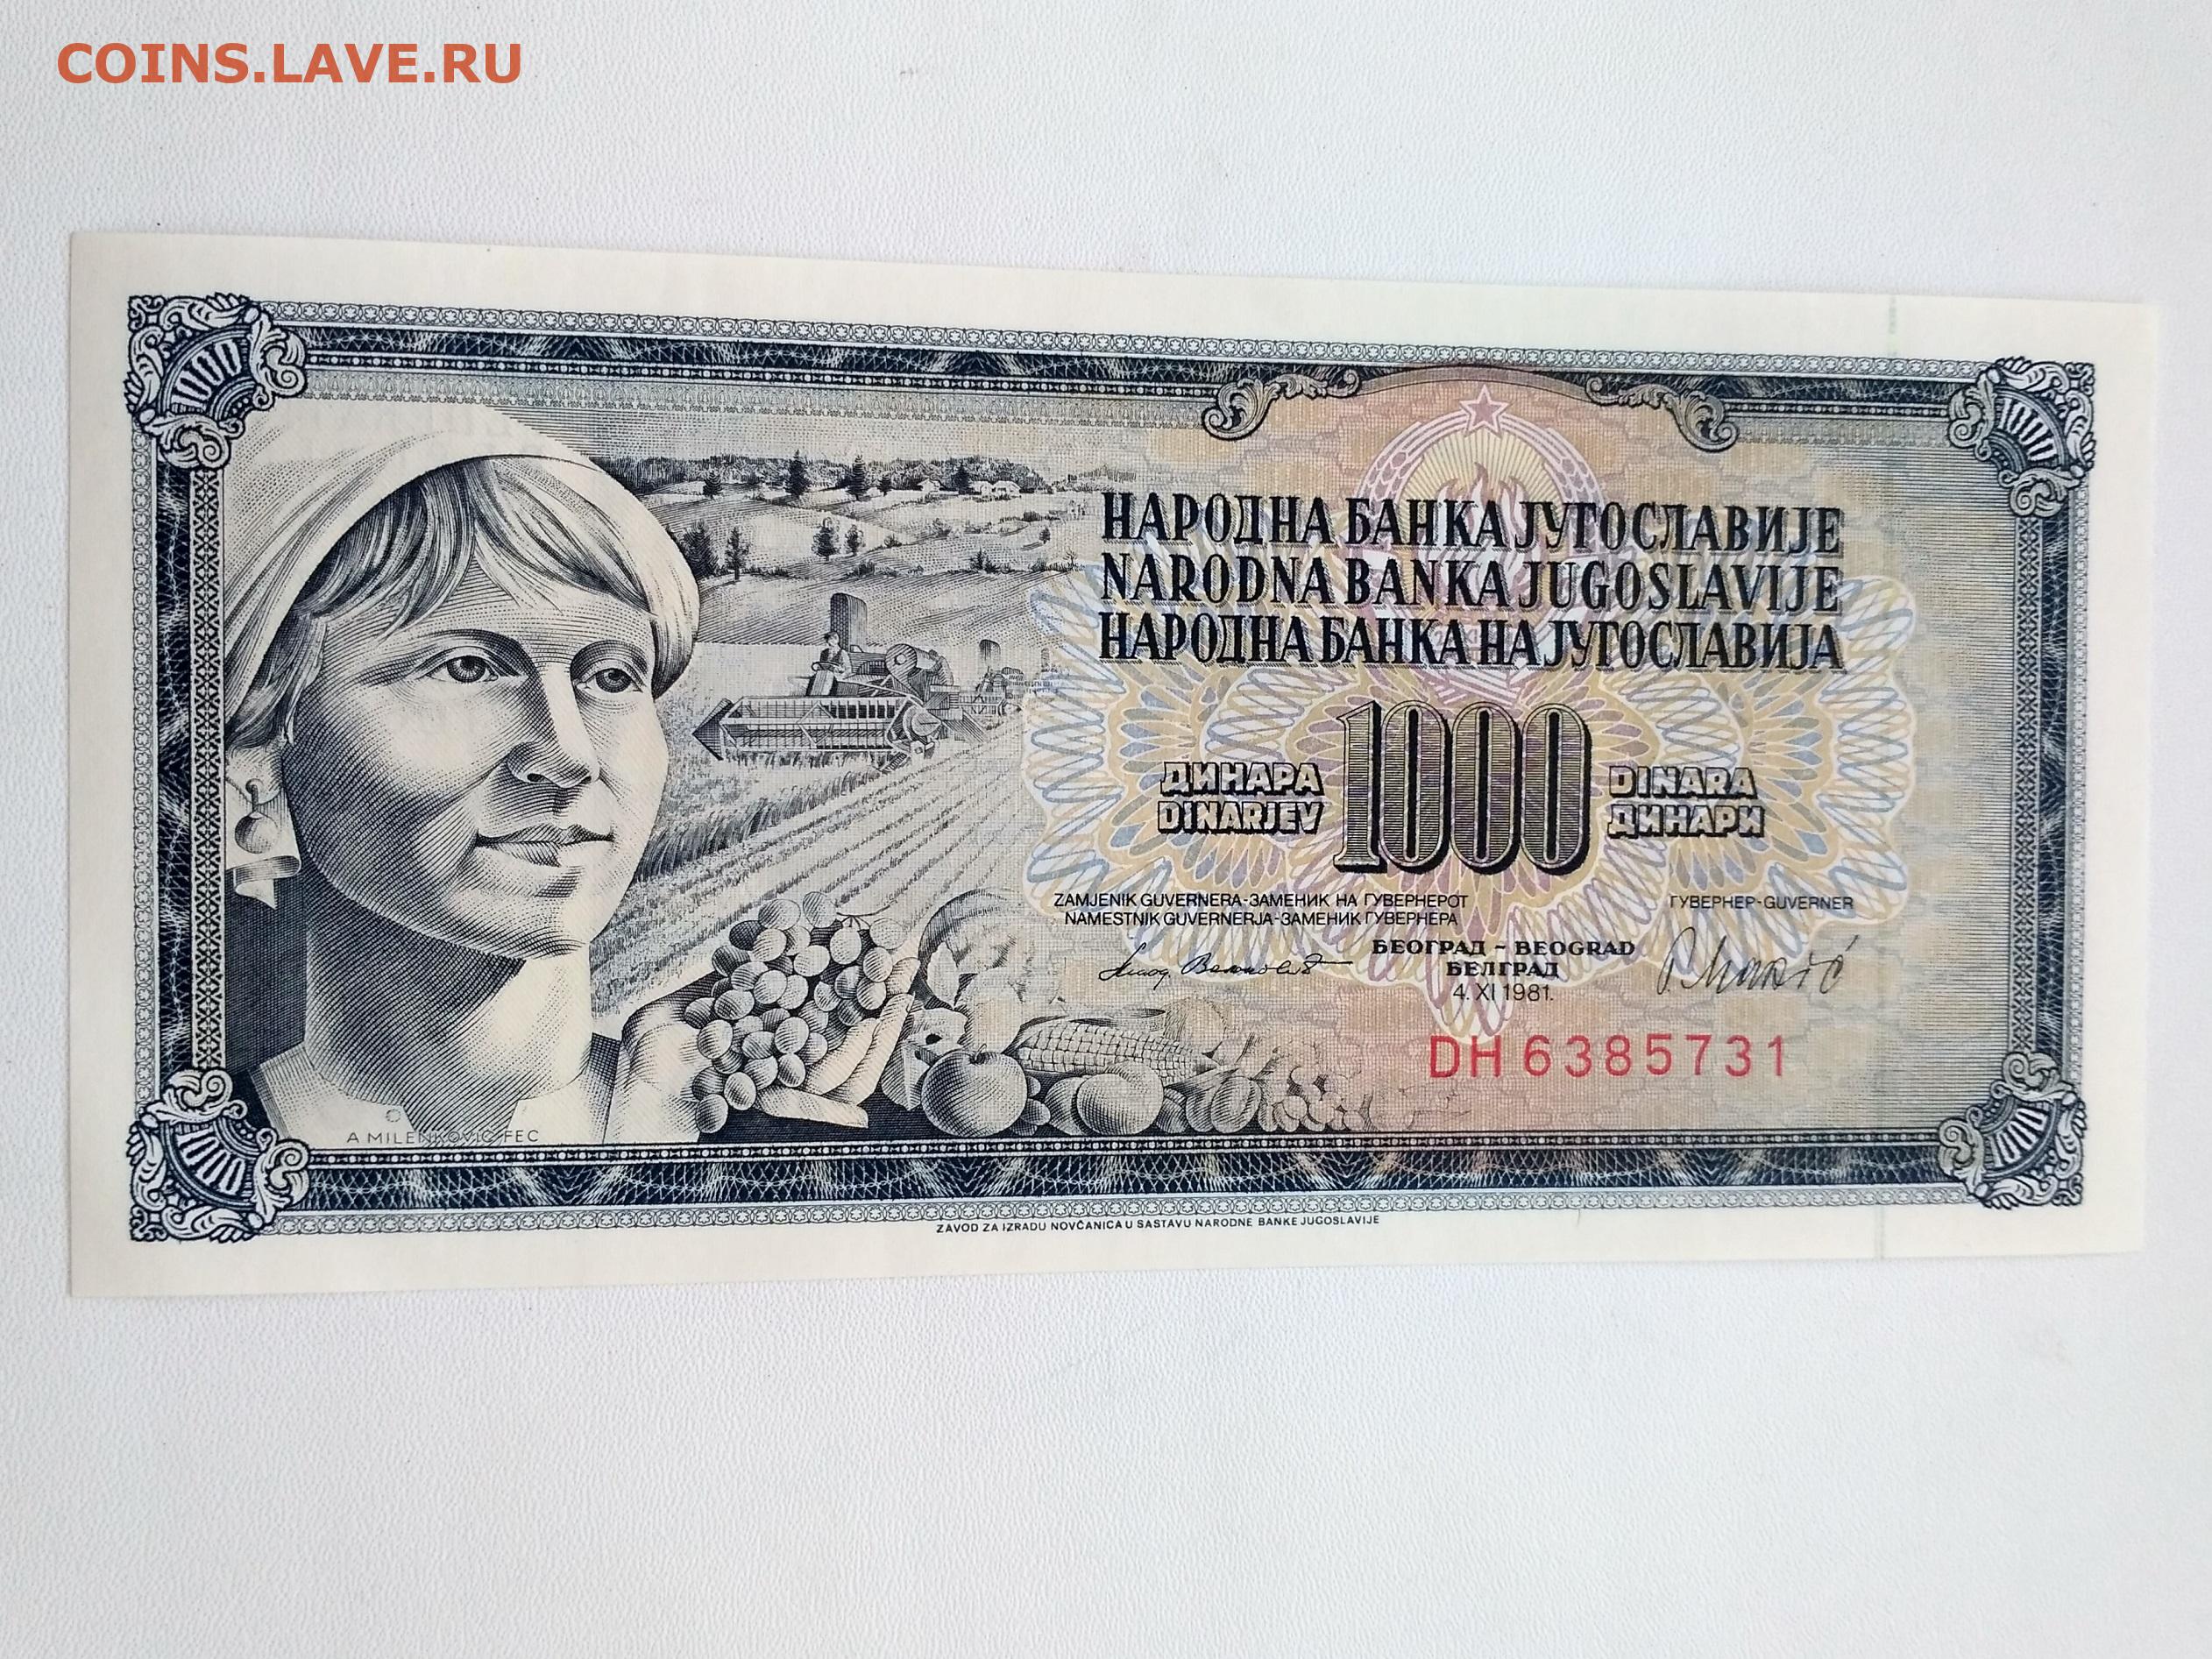 COINS.LAVE.RU
НАРОДНА БАНКА ЈУГОСЛАВИЈЕ
NARODNA BANKA JUGOSLAVIJE
НАРОДНА БАНКА НА ЈУГОСЛАВИЈА
ДИНАРА 1000 DINARA
DINARJEV ДИНАРИ
ZAMJENIK GUVERNERA-ЗАМЕНИК НА ГУВЕРНЕРОТ ГУВЕРНЕР-GUVERNER
NAMESTNIK GUVERNERJA-ЗАМЕНИК ГУВЕРНЕРА
БЕОГРАД - BEOGRAD
БЕЛГРАД
4. XI 1981.
DH 6385731
A MILENKOVIĆ FEC
ZAVOD ZA IZRADU NOVČANICA U SASTAVU NARODNE BANKE JUGOSLAVIJE